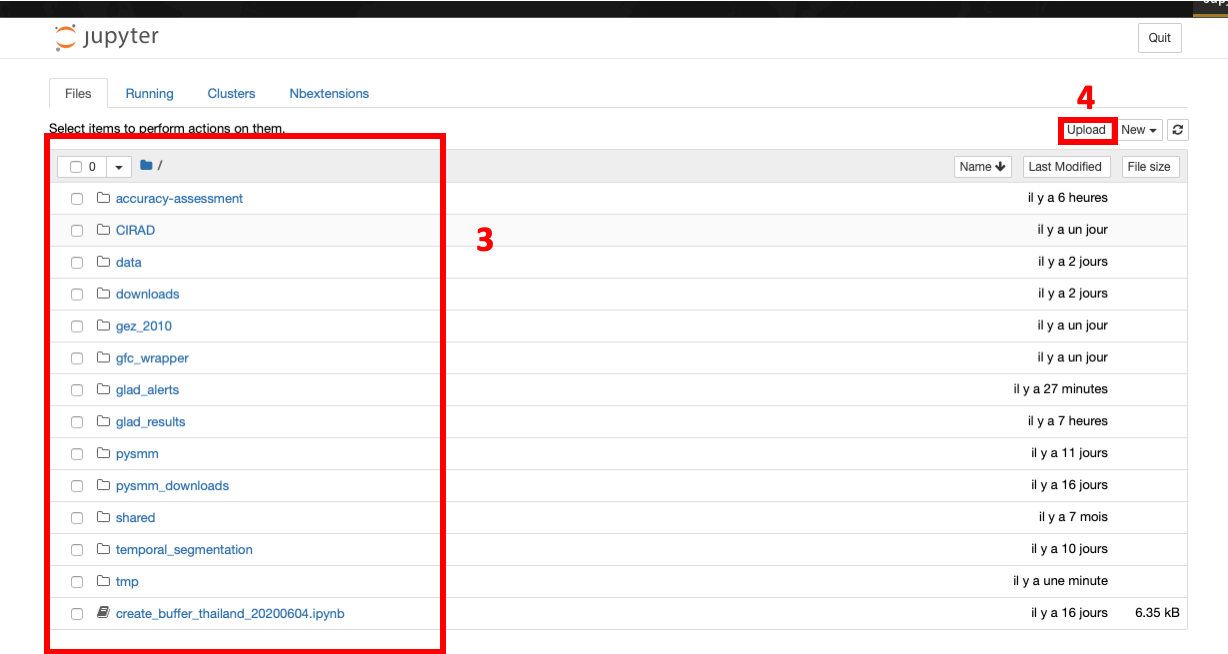 jupyter
Quit
Files Running Clusters Nbextensions
4
Select items to perform actions on them.
Upload New
0 / Name Last Modified File size
accuracy-assessment il y a 6 heures
CIRAD il y a un jour
3
data il y a 2 jours
downloads il y a 2 jours
gez_2010 il y a un jour
gfc_wrapper il y a un jour
glad_alerts il y a 27 minutes
glad_results il y a 7 heures
pysmm il y a 11 jours
pysmm_downloads il y a 16 jours
shared il y a 7 mois
temporal_segmentation il y a 10 jours
tmp il y a une minute
create_buffer_thailand_20200604.ipynb il y a 16 jours 6.35 kB